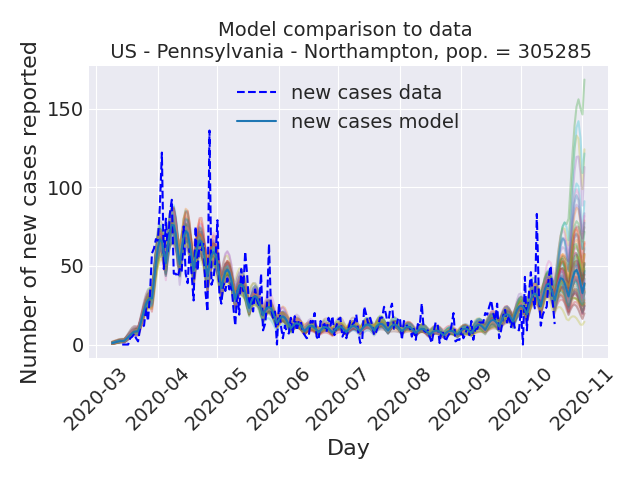 Model comparison to data
US - Pennsylvania - Northampton, pop. = 305285
new cases data
new cases model
Number of new cases reported
150
100
50
0
2020-03
2020-04
2020-05
2020-06
2020-07
2020-08
2020-09
2020-10
2020-11
Day